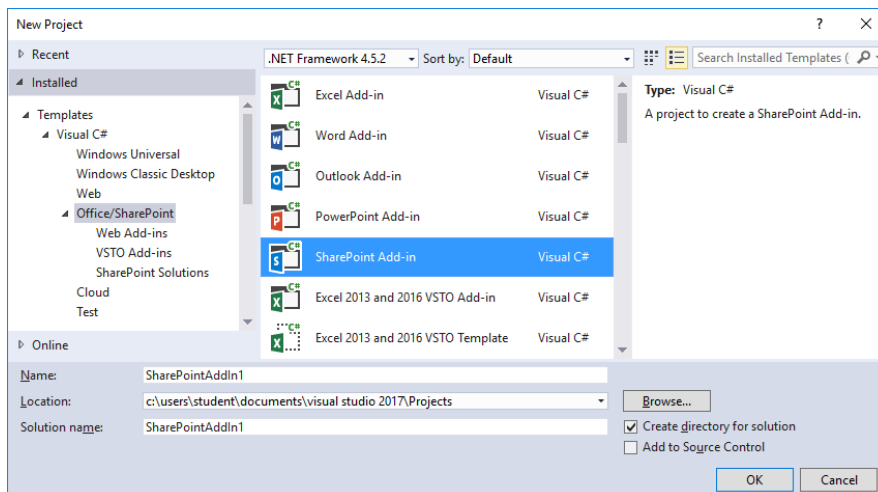 New Project
?
Recent
.NET Framework 4.5.2 Sort by: Default
Search Installed Templates (
Installed
Templates
Visual C#
Windows Universal
Windows Classic Desktop
Web
Office/SharePoint
Web Add-ins
VSTO Add-ins
SharePoint Solutions
Cloud
Test
Online
C# X Excel Add-in Visual C#
C# W Word Add-in Visual C#
C# O Outlook Add-in Visual C#
C# P PowerPoint Add-in Visual C#
C# S SharePoint Add-in Visual C#
C# X Excel 2013 and 2016 VSTO Add-in Visual C#
C# X Excel 2013 and 2016 VSTO Template Visual C#
Type: Visual C#
A project to create a SharePoint Add-in.
Name: SharePointAddIn1
Location: c:\users\student\documents\visual studio 2017\Projects
Browse...
Solution name: SharePointAddIn1
Create directory for solution
Add to Source Control
OK Cancel